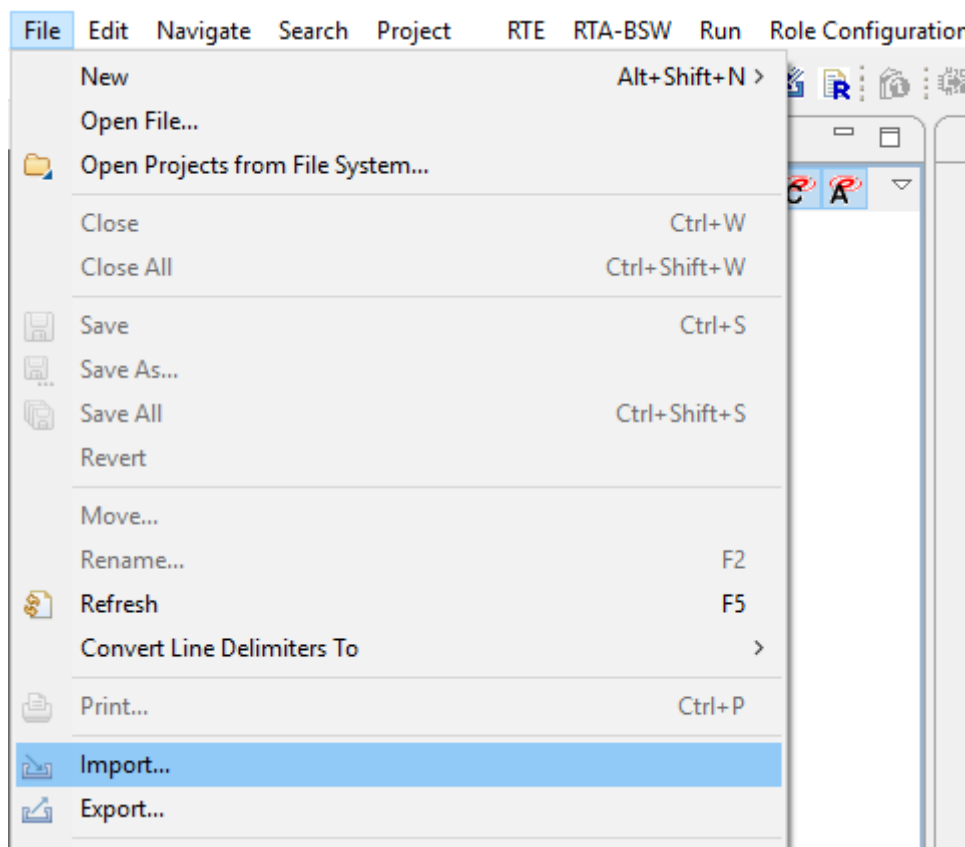 File Edit Navigate Search Project RTE RTA-BSW Run Role Configuration
New Alt+Shift+N >
Open File...
Open Projects from File System...
Close Ctrl+W
Close All Ctrl+Shift+W
Save Ctrl+S
Save As...
Save All Ctrl+Shift+S
Revert
Move...
Rename... F2
Refresh F5
Convert Line Delimiters To >
Print... Ctrl+P
Import...
Export...
R
C A